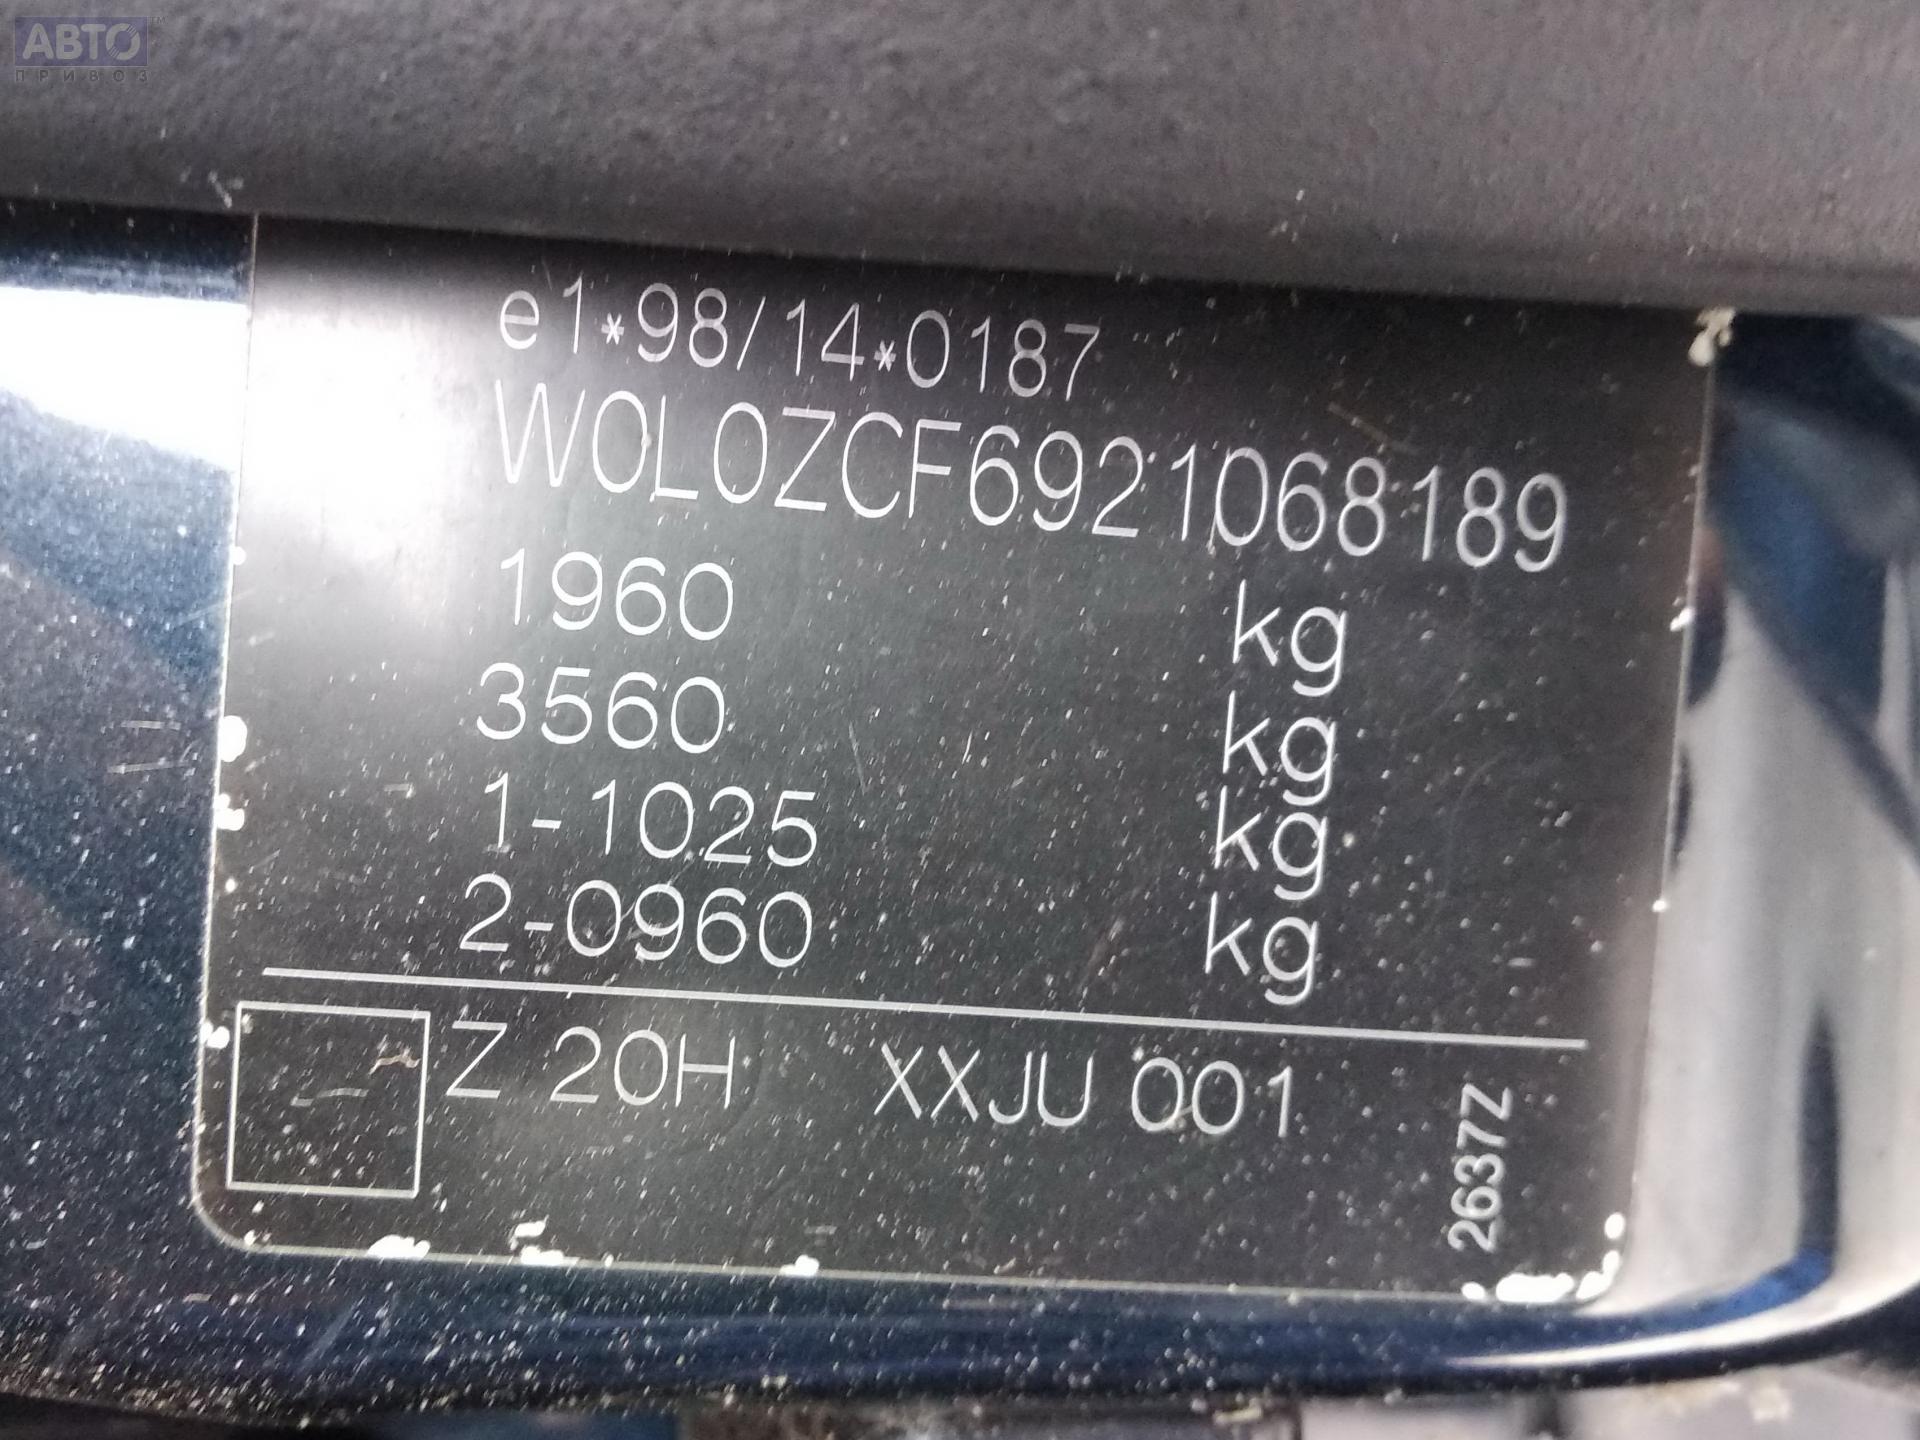 АВТО™
ПРИВОЗ
e1*98/14*0187
W0L0ZCF6921068189
1960 kg
3560 kg
1-1025 kg
2-0960 kg
Z 20H XXJU 001
2637Z